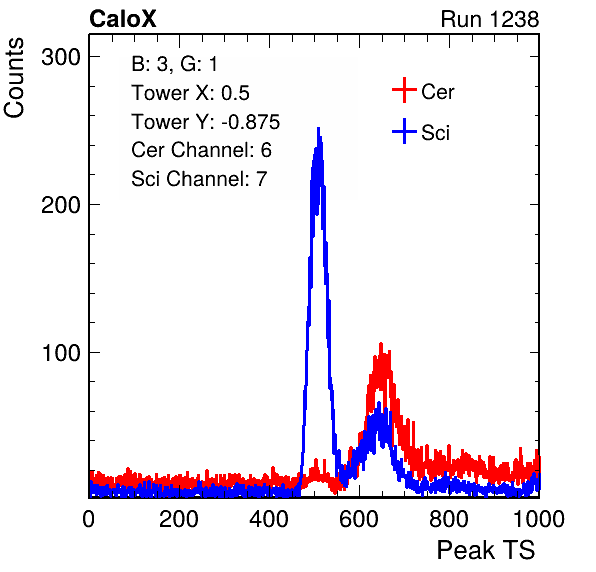 CaloX Run 1238
Counts
300
200
100
B: 3, G: 1
Tower X: 0.5
Tower Y: -0.875
Cer Channel: 6
Sci Channel: 7
Cer
Sci
0 200 400 600 800 1000
Peak TS